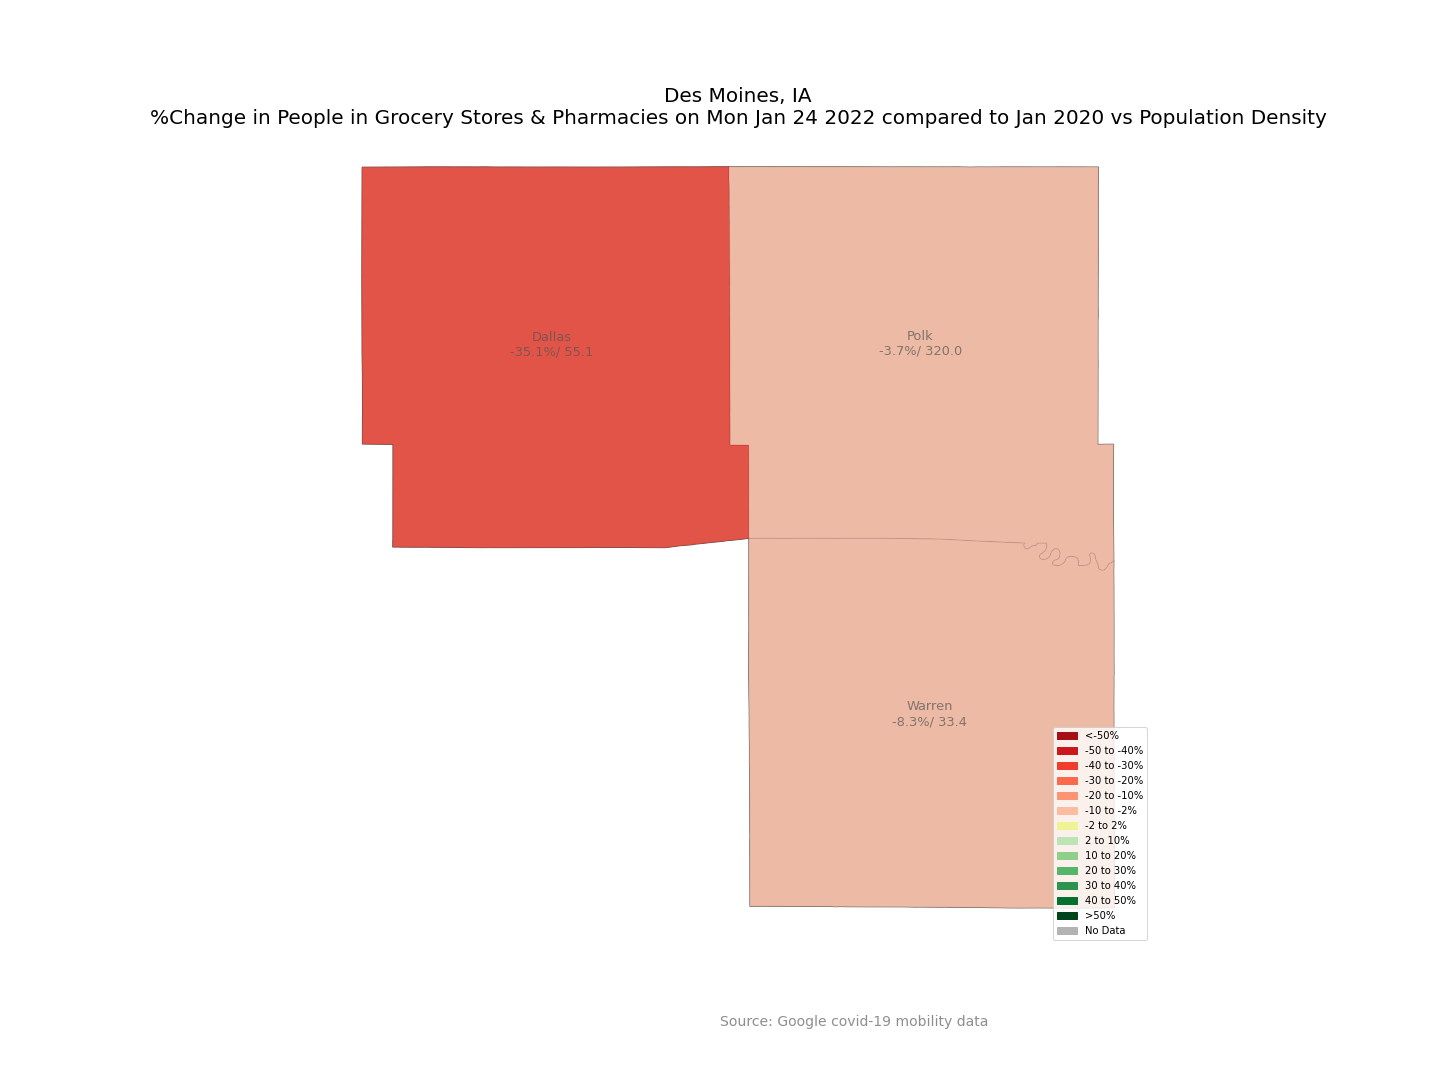 Des Moines, IA
%Change in People in Grocery Stores & Pharmacies on Mon Jan 24 2022 compared to Jan 2020 vs Population Density
Dallas
-35.1%/ 55.1
Polk
-3.7%/ 320.0
Warren
-8.3%/ 33.4
<-50%
-50 to -40%
-40 to -30%
-30 to -20%
-20 to -10%
-10 to -2%
-2 to 2%
2 to 10%
10 to 20%
20 to 30%
30 to 40%
40 to 50%
>50%
No Data
Source: Google covid-19 mobility data